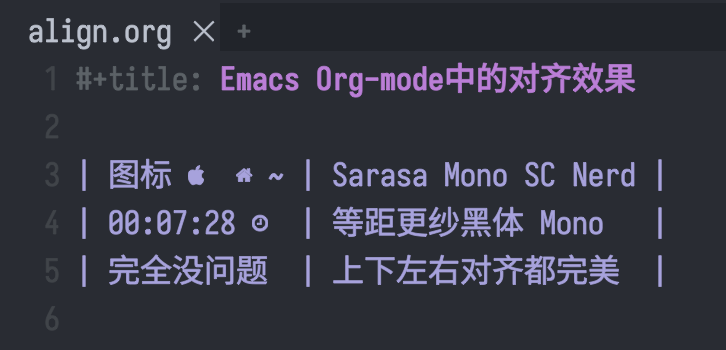 align.org × +
1 #+title: Emacs Org-mode中的对齐效果
2
3 | 图标   ~ | Sarasa Mono SC Nerd |
4 | 00:07:28  | 等距更纱黑体 Mono |
5 | 完全没问题 | 上下左右对齐都完美 |
6